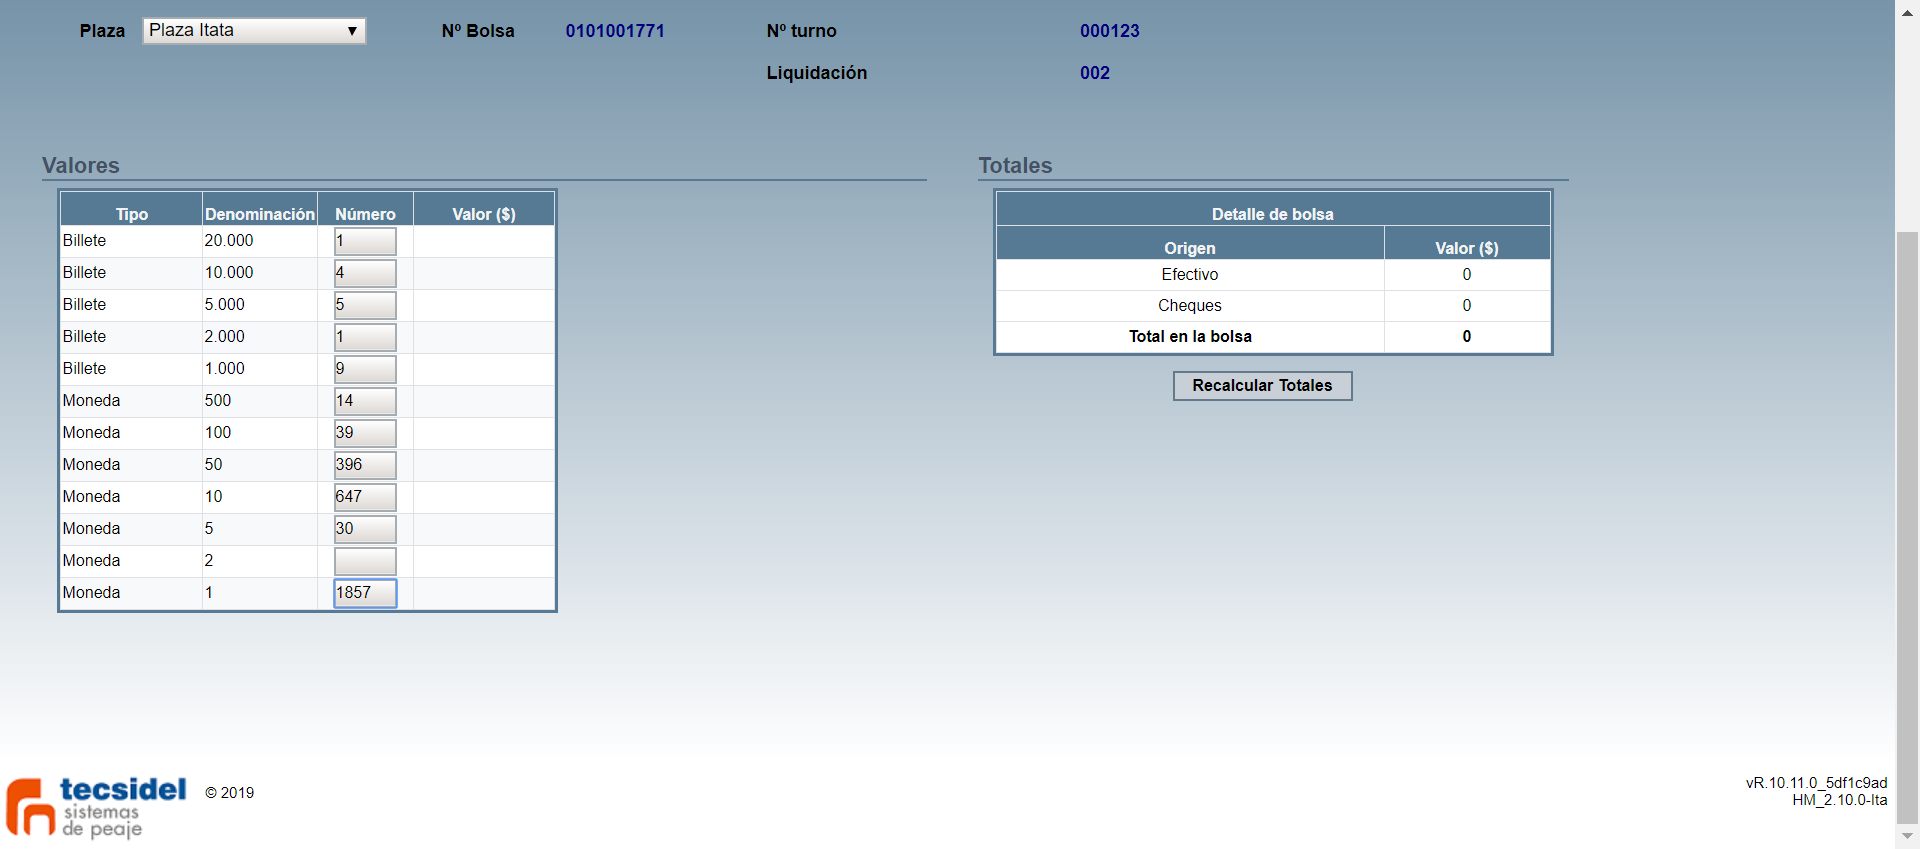 Plaza Plaza Itata Nº Bolsa 0101001771 Nº turno 000123
Liquidación 002
Valores
Tipo Denominación Número Valor ($)
Billete 20.000 1
Billete 10.000 4
Billete 5.000 5
Billete 2.000 1
Billete 1.000 9
Moneda 500 14
Moneda 100 39
Moneda 50 396
Moneda 10 647
Moneda 5 30
Moneda 2
Moneda 1 1857
Totales
Detalle de bolsa
Origen Valor ($)
Efectivo 0
Cheques 0
Total en la bolsa 0
Recalcular Totales
tecsidel
sistemas
de peaje
© 2019
vR.10.11.0_5df1c9ad
HM_2.10.0-Ita